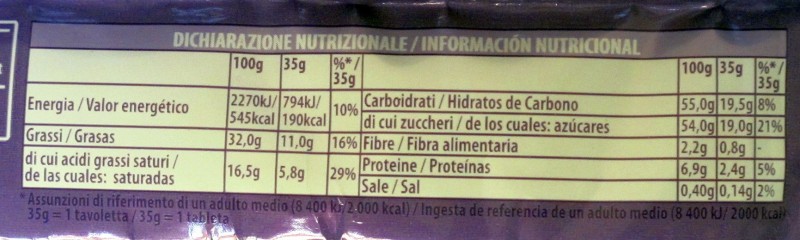 DICHIARAZIONE NUTRIZIONALE / INFORMACIÓN NUTRICIONAL
100g 35g %*/ 35g 100g 35g %*/ 35g
Energia / Valor energético 2270kJ/ 545kcal 794kJ/ 190kcal 10%
Grassi / Grasas 32,0g 11,0g 16%
di cui acidi grassi saturi /
de las cuales: saturadas 16,5g 5,8g 29%
Carboidrati / Hidratos de Carbono 55,0g 19,5g 8%
di cui zuccheri / de los cuales: azúcares 54,0g 19,0g 21%
Fibre / Fibra alimentaria 2,2g 0,8g -
Proteine / Proteínas 6,9g 2,4g 5%
Sale / Sal 0,40g 0,14g 2%
*Assunzioni di riferimento di un adulto medio (8 400 kJ/2 000 kcal) / Ingesta de referencia de un adulto medio (8 400 kJ/ 2000 kcal)
35g = 1 tavoletta / 35g = 1 tableta